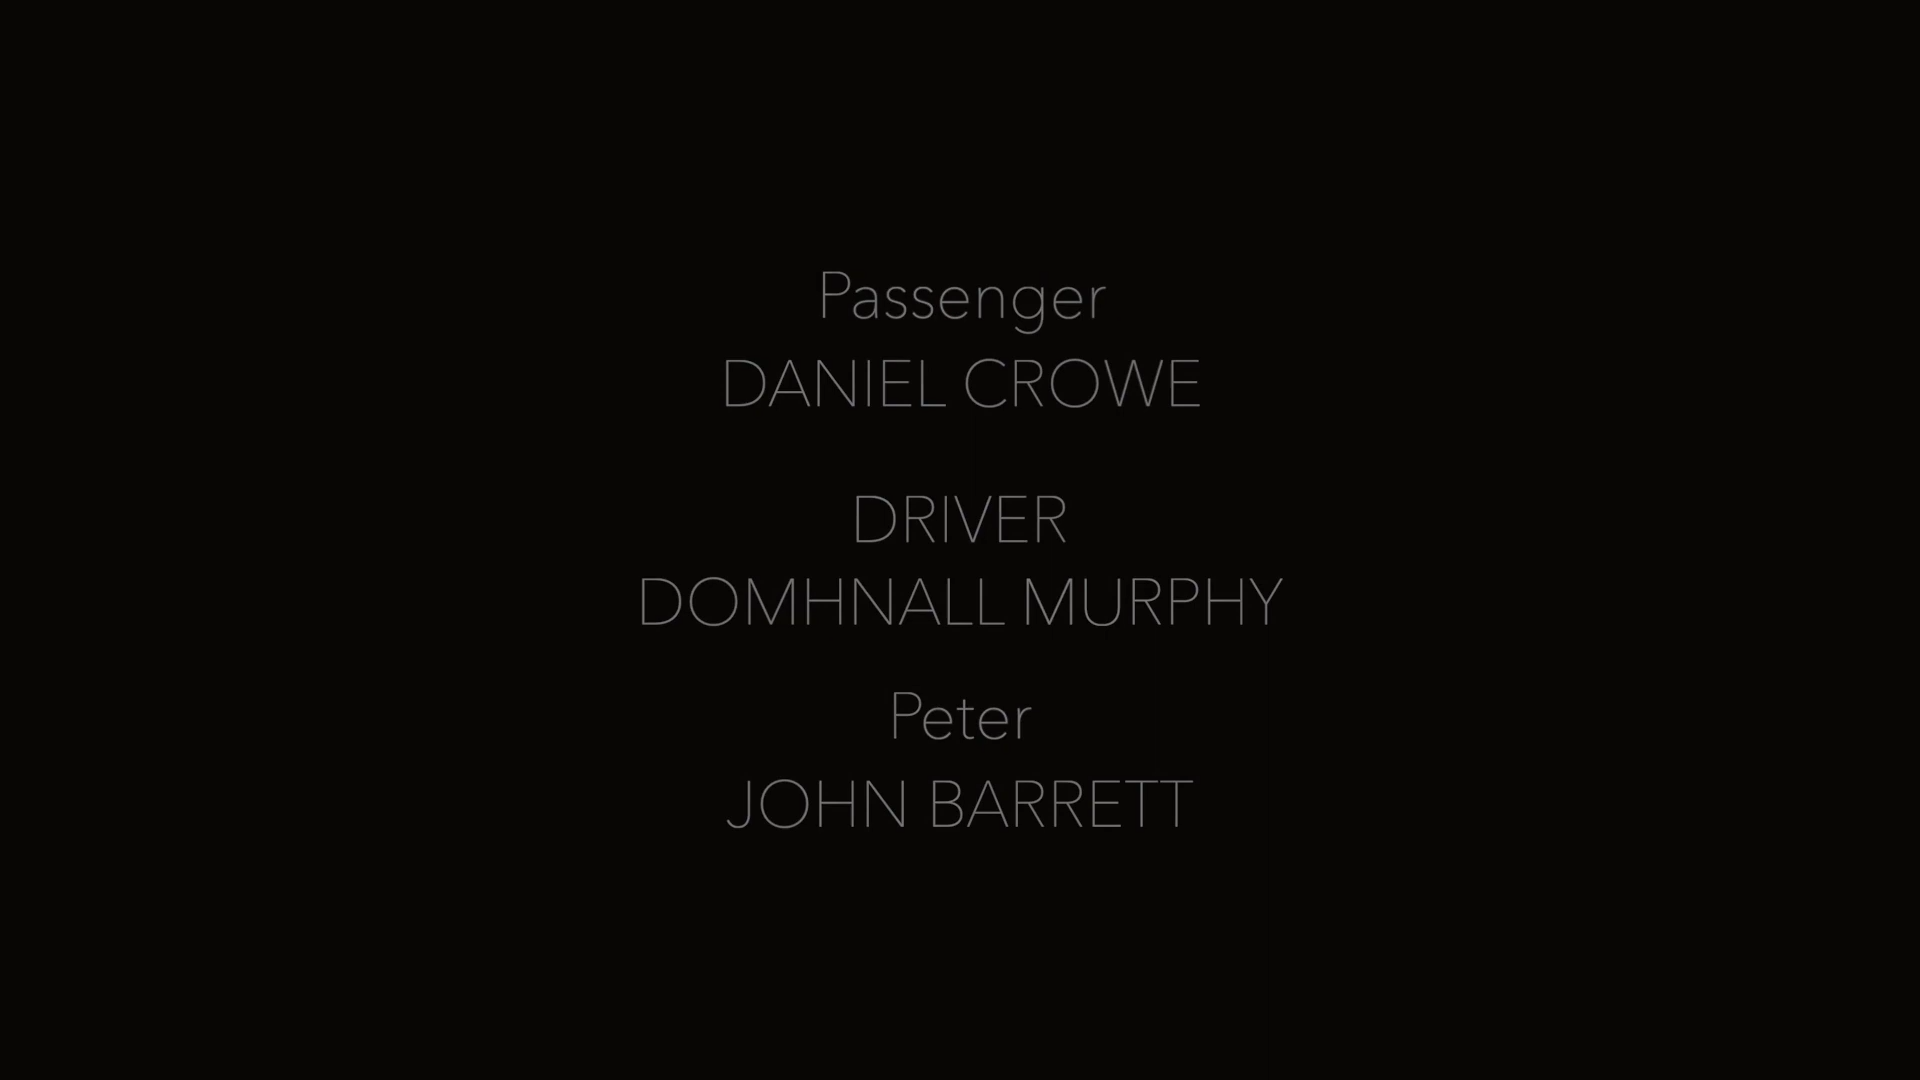 Passenger
DANIEL CROWE
DRIVER
DOMHNALL MURPHY
Peter
JOHN BARRETT